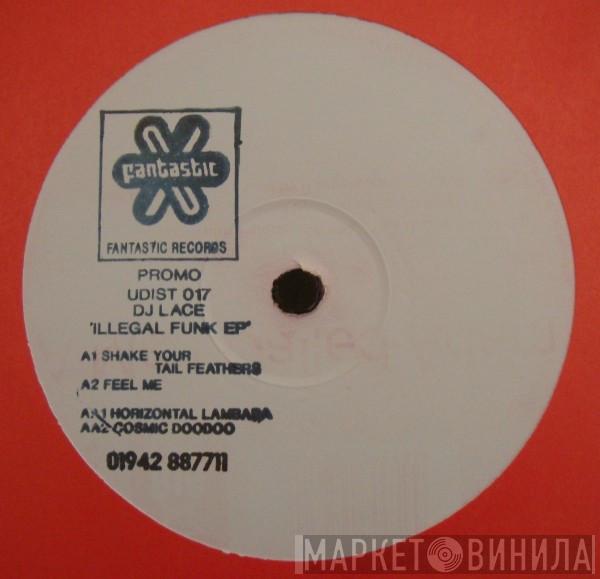 fantastic
FANTASTIC RECORDS
PROMO
UDIST 017
DJ LACE
'ILLEGAL FUNK EP'
A1 SHAKE YOUR
TAIL FEATHERS
A2 FEEL ME
AA1 HORIZONTAL LAMBADA
AA2 COSMIC DOODOO
01942 887711
МАРКЕТ ВИНИЛА